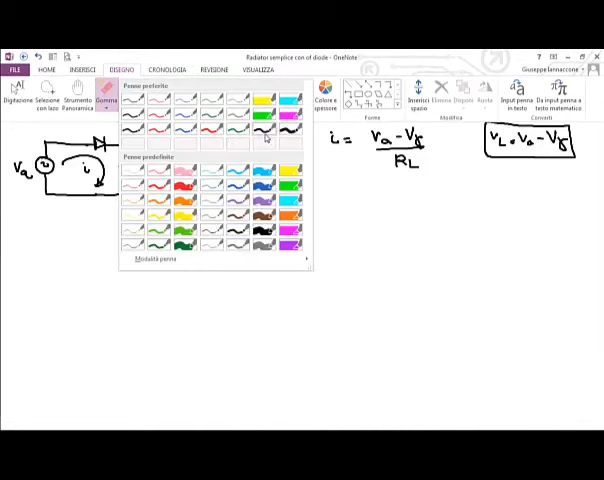 Radiator semplice con of diode - OneNote
FILE HOME INSERISCI DISEGNO CRONOLOGIA REVISIONE VISUALIZZA
Giuseppe Iannaccone
Digitazione Selezione con lazo Strumento Panoramica Gomma
Penne preferite
Penne predefinite
Modalità penna
Colore e spessore
Forme
Inserisci spazio Elimina Disponi Ruota
Modifica
Input penna in testo Da input penna a testo matematico
Converti
Va
i
i = Va - Vγ / RL
VL = Va - Vγ